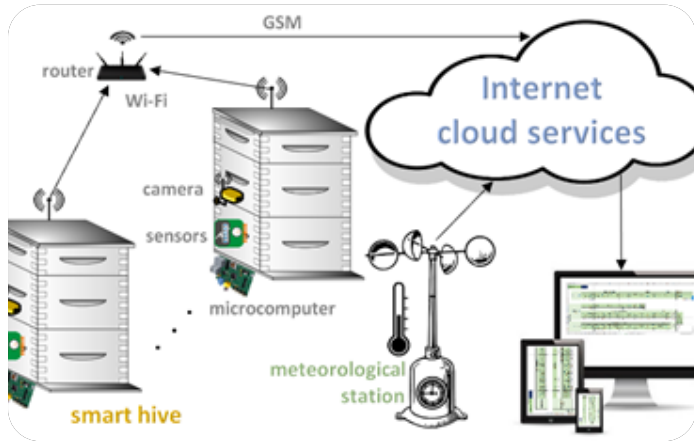 GSM
router
Wi-Fi
Internet
cloud services
camera
sensors
microcomputer
meteorological
station
smart hive